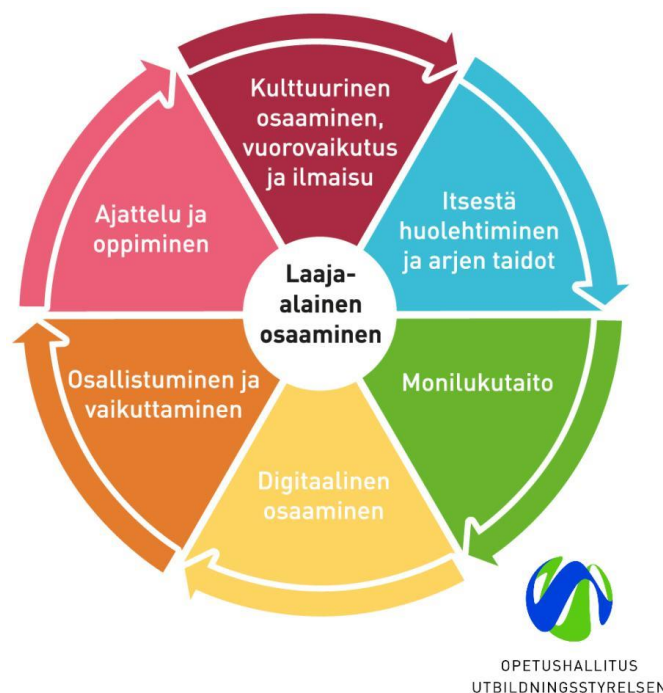 Kulttuurinen
osaaminen,
vuorovaikutus
ja ilmaisu
Itsestä
huolehtiminen
ja arjen taidot
Monilukutaito
Digitaalinen
osaaminen
Osallistuminen ja
vaikuttaminen
Ajattelu ja
oppiminen
Laaja-
alainen
osaaminen
OPETUSHALLITUS
UTBILDNINGSSTYRELSEN